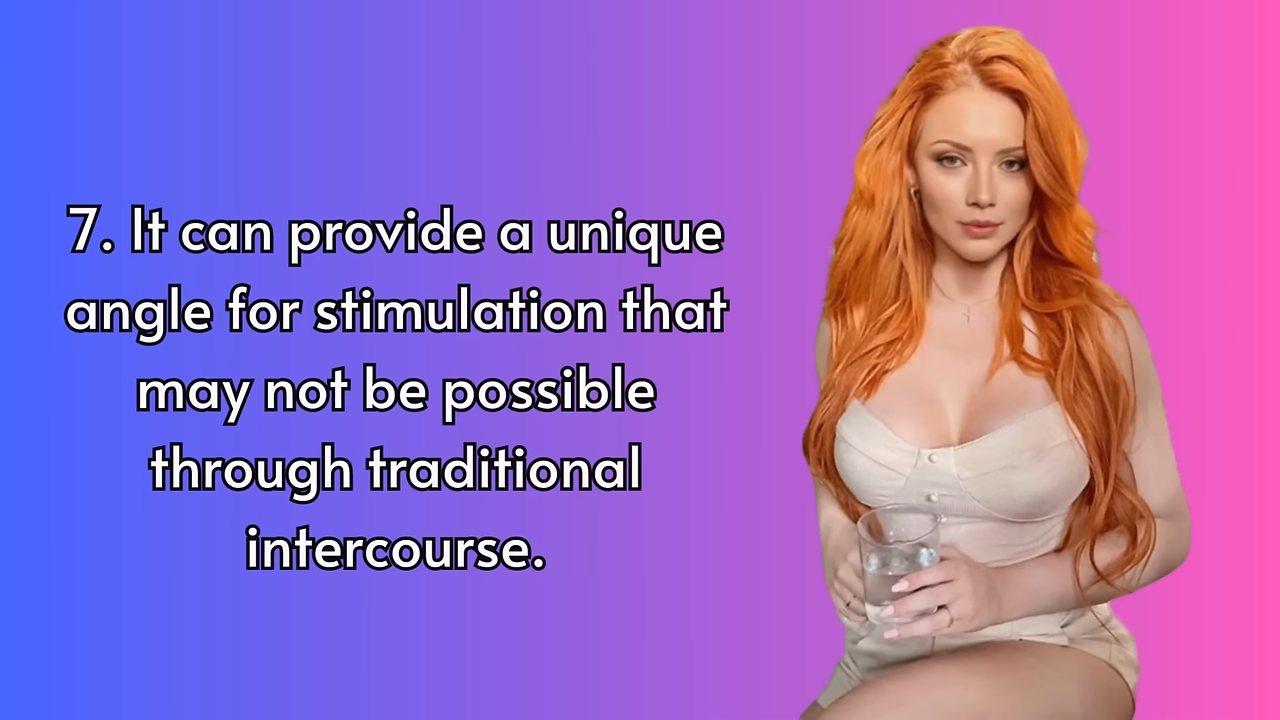 7. It can provide a unique
angle for stimulation that
may not be possible
through traditional
intercourse.